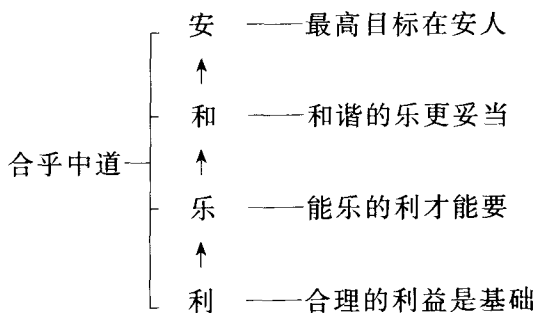 安 ——最高目标在安人
和 ——和谐的乐更妥当
合乎中道
乐 ——能乐的利才能要
利 ——合理的利益是基础